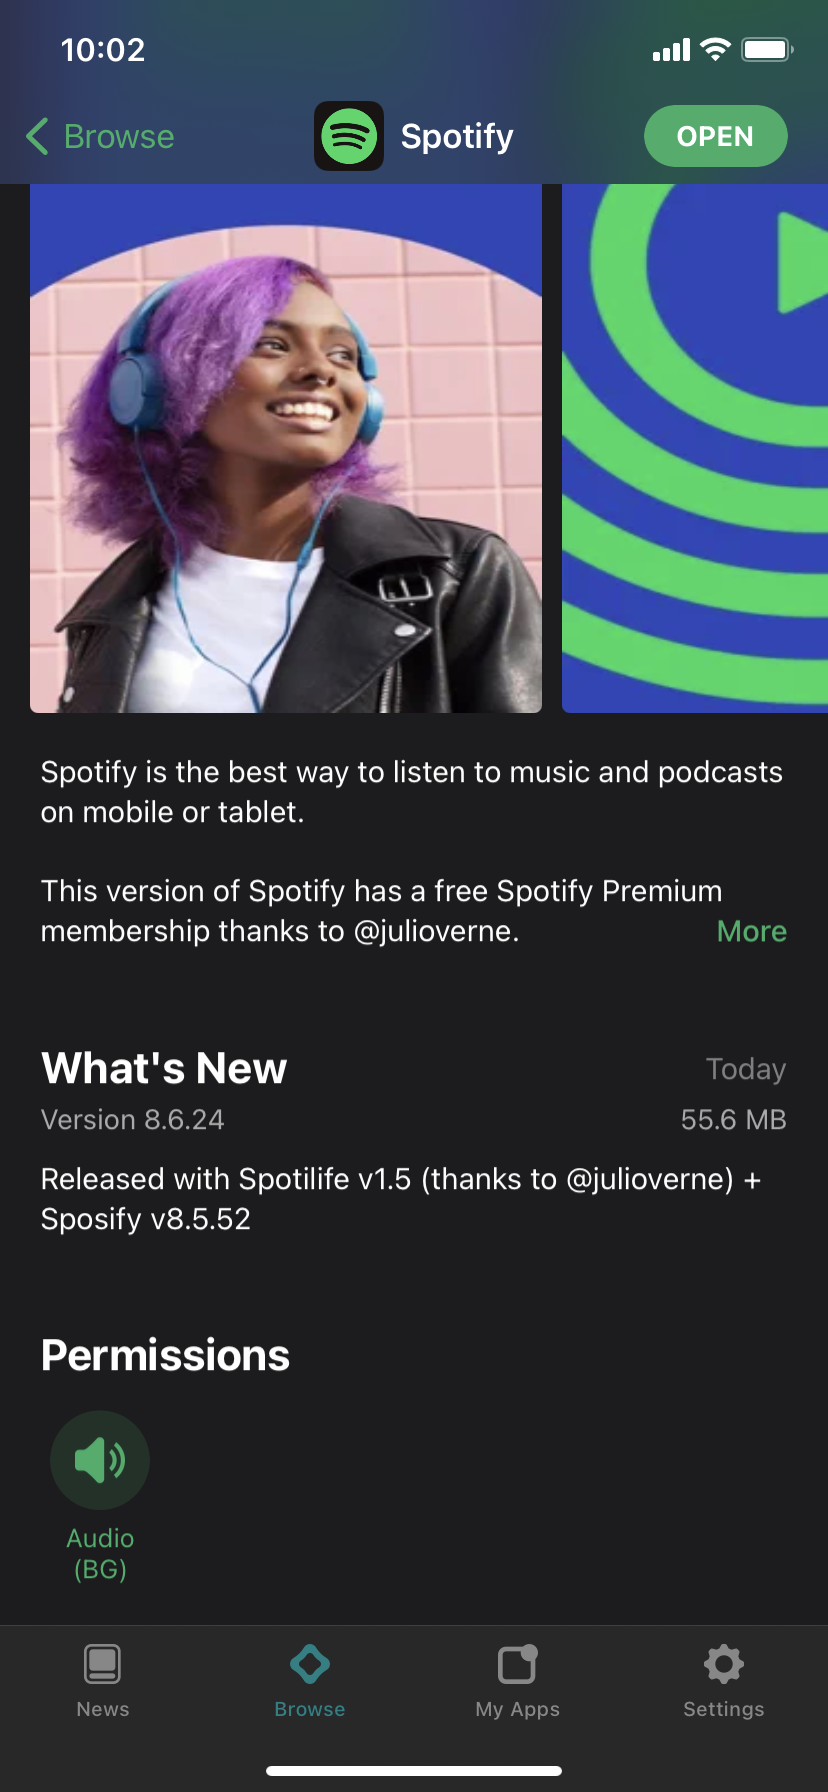 10:02
Browse
Spotify
OPEN
Spotify is the best way to listen to music and podcasts
on mobile or tablet.
This version of Spotify has a free Spotify Premium
membership thanks to @julioverne.
More
What's New
Today
Version 8.6.24
55.6 MB
Released with Spotilife v1.5 (thanks to @julioverne) +
Sposify v8.5.52
Permissions
Audio
(BG)
News
Browse
My Apps
Settings